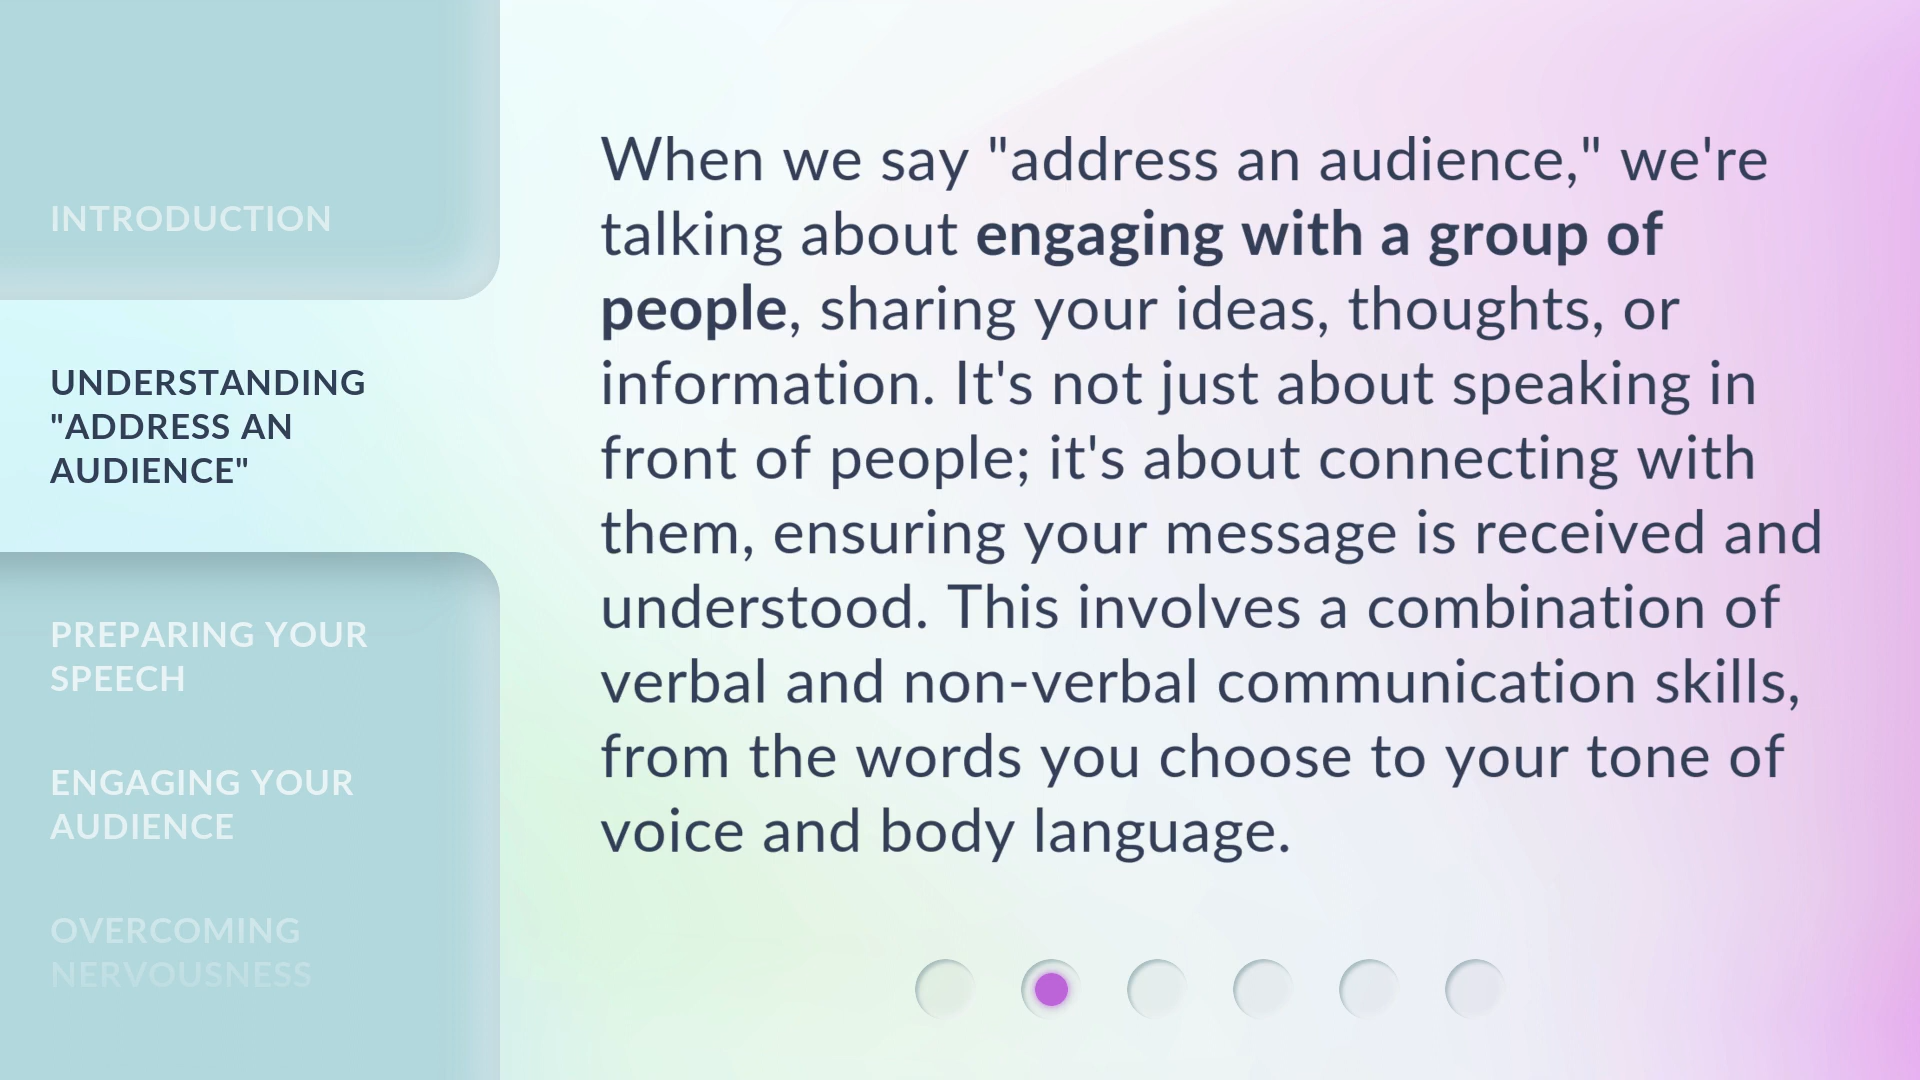 INTRODUCTION
UNDERSTANDING
"ADDRESS AN
AUDIENCE"
PREPARING YOUR
SPEECH
ENGAGING YOUR
AUDIENCE
OVERCOMING
NERVOUSNESS
When we say "address an audience," we're
talking about engaging with a group of
people, sharing your ideas, thoughts, or
information. It's not just about speaking in
front of people; it's about connecting with
them, ensuring your message is received and
understood. This involves a combination of
verbal and non-verbal communication skills,
from the words you choose to your tone of
voice and body language.